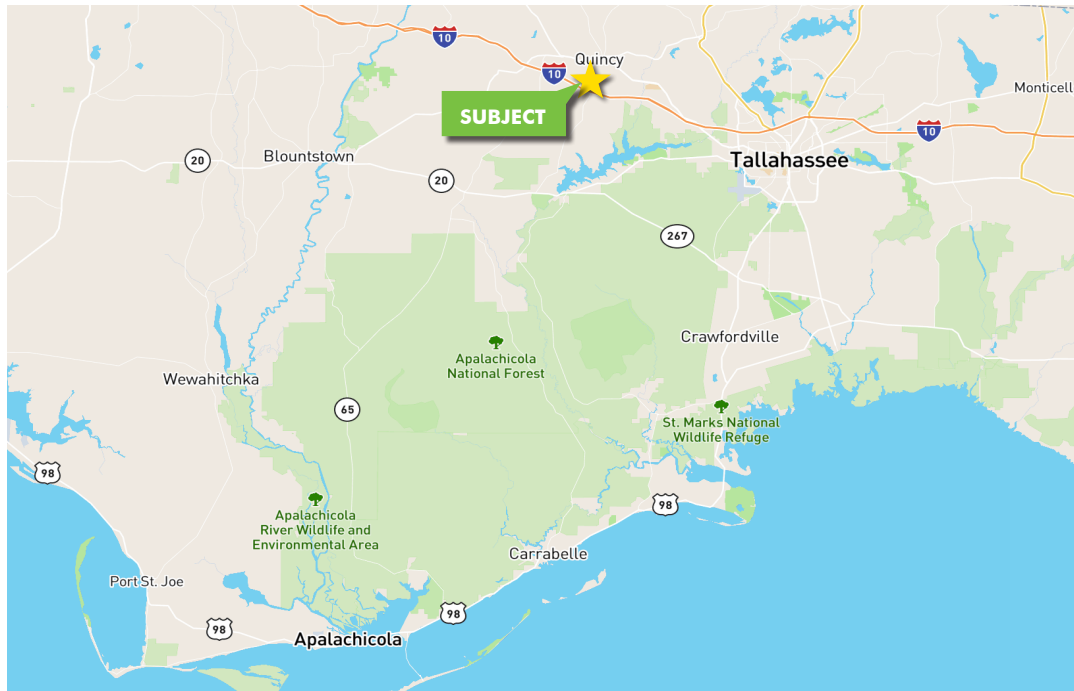 10
Quincy
10
Monticell
SUBJECT
10
20
Blountstown
Tallahassee
20
267
Crawfordville
Apalachicola
National Forest
Wewahitchka
65
St. Marks National
Wildlife Refuge
98
98
Apalachicola
River Wildlife and
Environmental Area
Carrabelle
Port St. Joe
98
98
Apalachicola